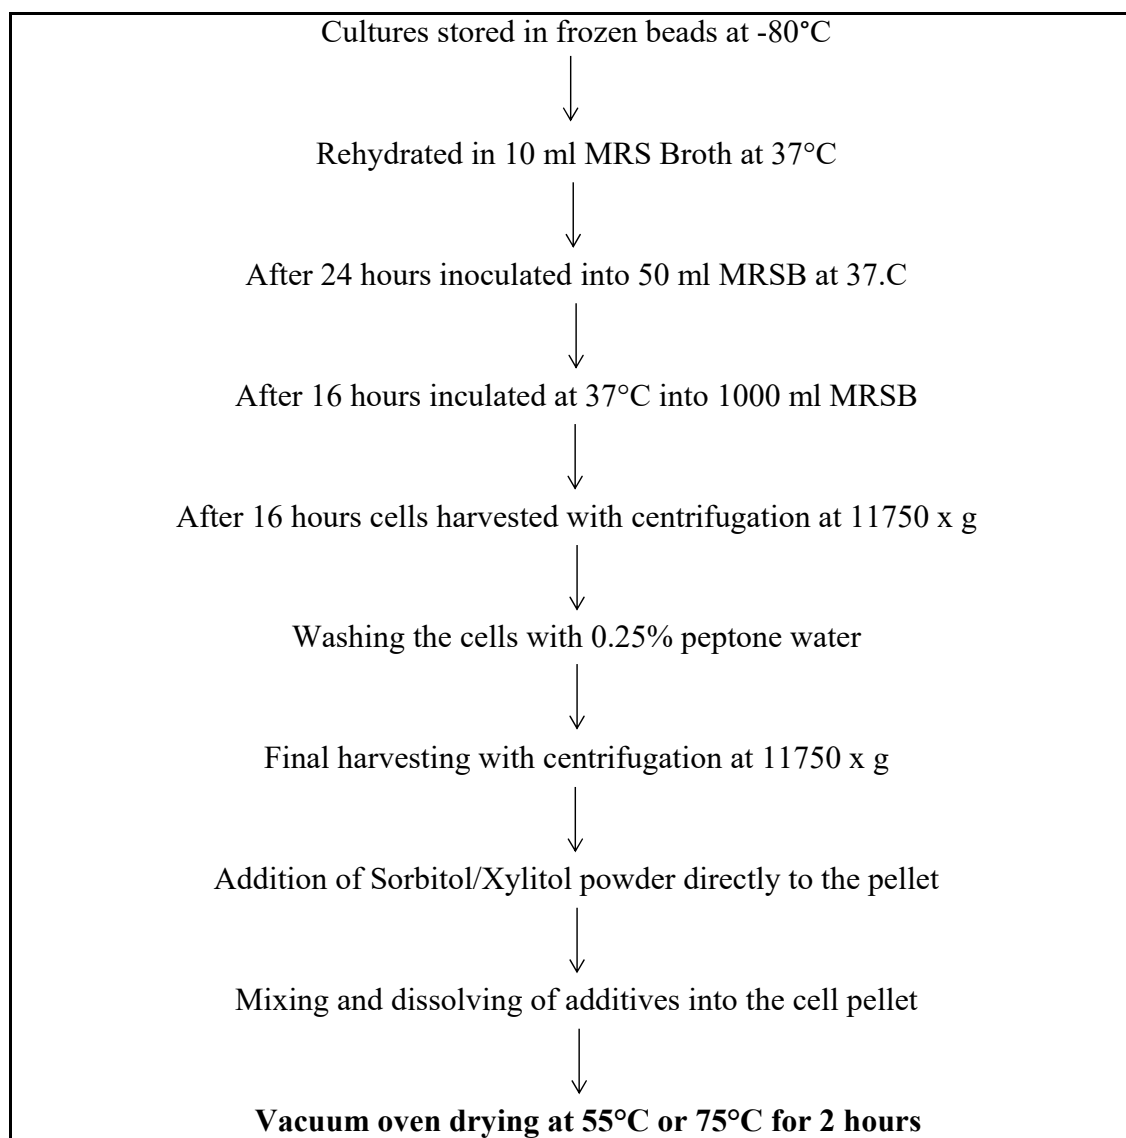 Cultures stored in frozen beads at -80°C
Rehydrated in 10 ml MRS Broth at 37°C
After 24 hours inoculated into 50 ml MRSB at 37.C
After 16 hours inculated at 37°C into 1000 ml MRSB
After 16 hours cells harvested with centrifugation at 11750 x g
Washing the cells with 0.25% peptone water
Final harvesting with centrifugation at 11750 x g
Addition of Sorbitol/Xylitol powder directly to the pellet
Mixing and dissolving of additives into the cell pellet
Vacuum oven drying at 55°C or 75°C for 2 hours